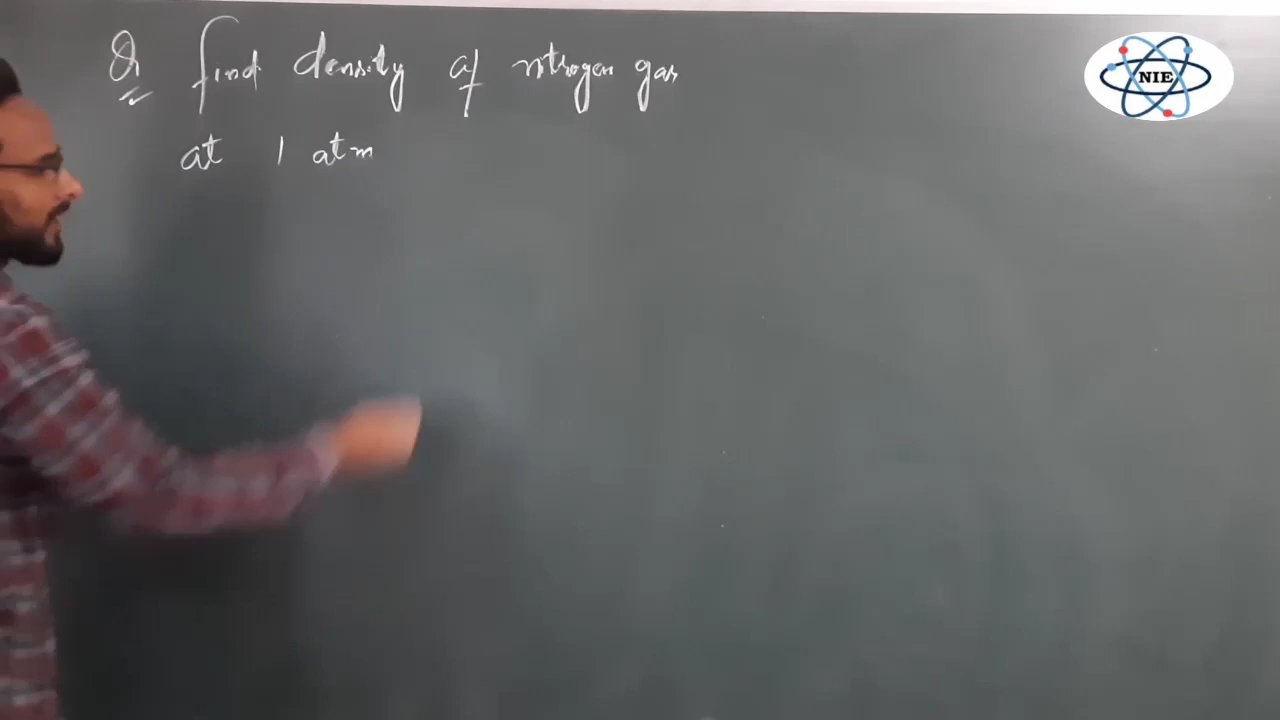 Q find density of nitrogen gas
at 1 atm
NIE